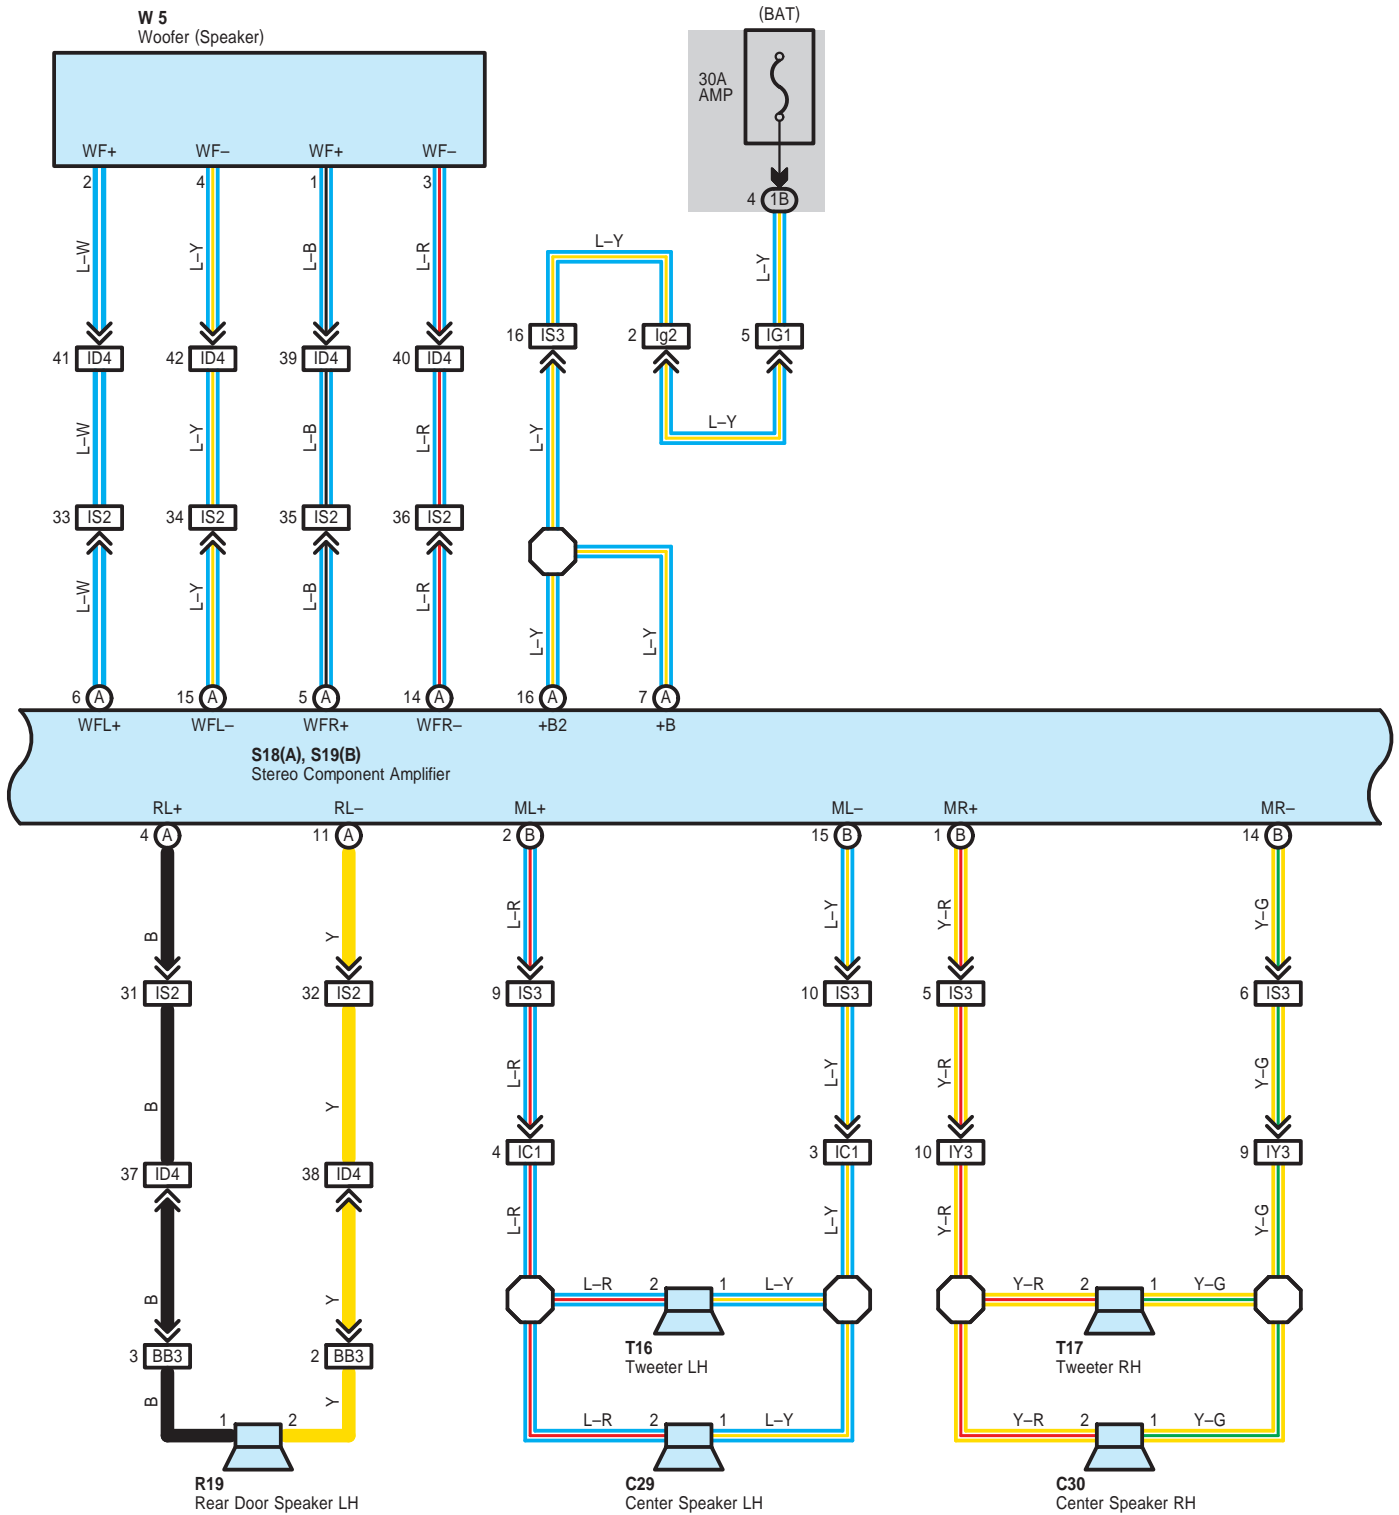 W 5
Woofer (Speaker)
(BAT)
30A
AMP
WF+ WF– WF+ WF–
2 4 1 3
4 1B
L–W L–Y L–B L–R
L–Y
L–Y
16 IS3 2 Ig2 5 IG1
41 ID4 42 ID4 39 ID4 40 ID4
L–Y
L–W L–Y L–B L–R L–Y
33 IS2 34 IS2 35 IS2 36 IS2
L–W L–Y L–B L–R L–Y L–Y
6 A 15 A 5 A 14 A 16 A 7 A
WFL+ WFL– WFR+ WFR– +B2 +B
S18(A), S19(B)
Stereo Component Amplifier
RL+ RL– ML+ ML– MR+ MR–
4 A 11 A 2 B 15 B 1 B 14 B
B Y L–R L–Y Y–R Y–G
31 IS2 32 IS2 9 IS3 10 IS3 5 IS3 6 IS3
B Y L–R L–Y Y–R Y–G
4 IC1 3 IC1 10 IY3 9 IY3
37 ID4 38 ID4
L–R L–Y Y–R Y–G
B Y
L–R 2 1 L–Y Y–R 2 1 Y–G
T16
Tweeter LH
T17
Tweeter RH
3 BB3 2 BB3
B Y
1 2
L–R 2 1 L–Y Y–R 2 1 Y–G
R19
Rear Door Speaker LH
C29
Center Speaker LH
C30
Center Speaker RH